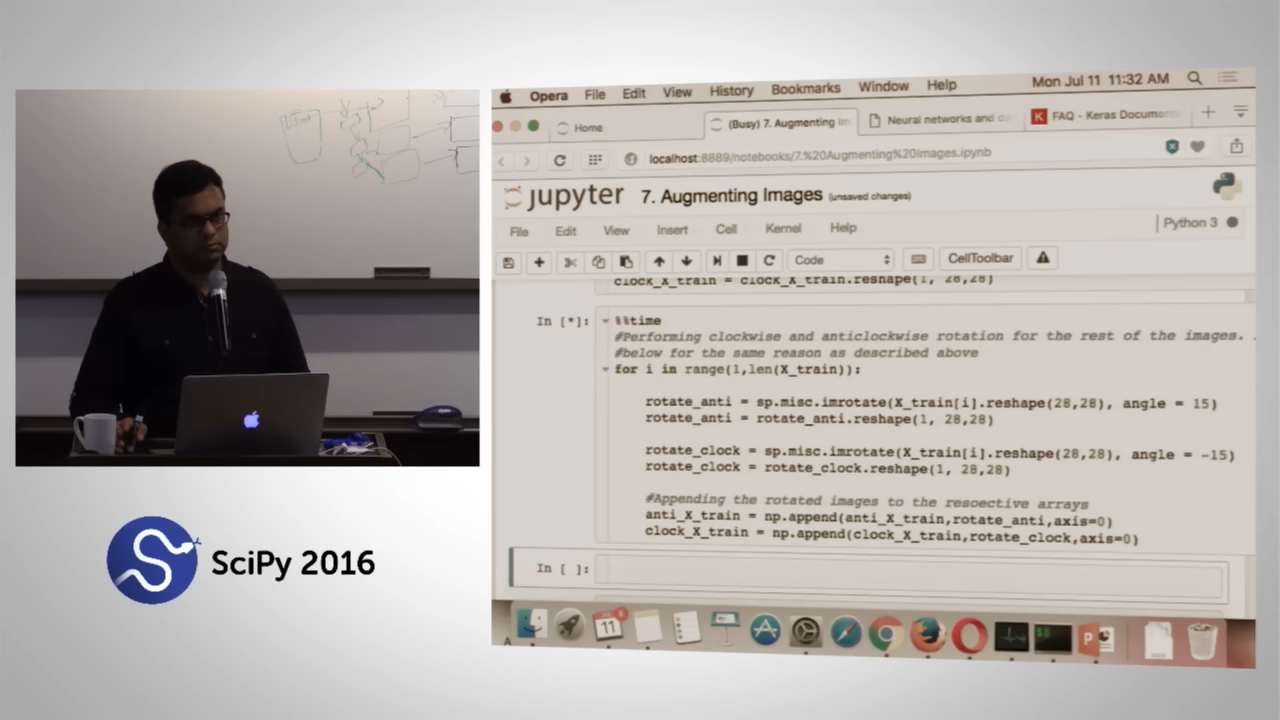 Opera File Edit View History Bookmarks Window Help Mon Jul 11 11:32 AM
Home
(Busy) 7. Augmenting Im
Neural networks and de
FAQ - Keras Documenta
localhost:8889/notebooks/7.%20Augmenting%20Images.ipynb
jupyter 7. Augmenting Images (unsaved changes)
File Edit View Insert Cell Kernel Help Python 3
Code CellToolbar
clock_X_train = clock_X_train.reshape(1, 28,28)
In [*]: %%time
#Performing clockwise and anticlockwise rotation for the rest of the images.
#below for the same reason as described above
for i in range(1,len(X_train)):
rotate_anti = sp.misc.imrotate(X_train[i].reshape(28,28), angle = 15)
rotate_anti = rotate_anti.reshape(1, 28,28)
rotate_clock = sp.misc.imrotate(X_train[i].reshape(28,28), angle = -15)
rotate_clock = rotate_clock.reshape(1, 28,28)
#Appending the rotated images to the resoective arrays
anti_X_train = np.append(anti_X_train,rotate_anti,axis=0)
clock_X_train = np.append(clock_X_train,rotate_clock,axis=0)
In [ ]:
11
SciPy 2016